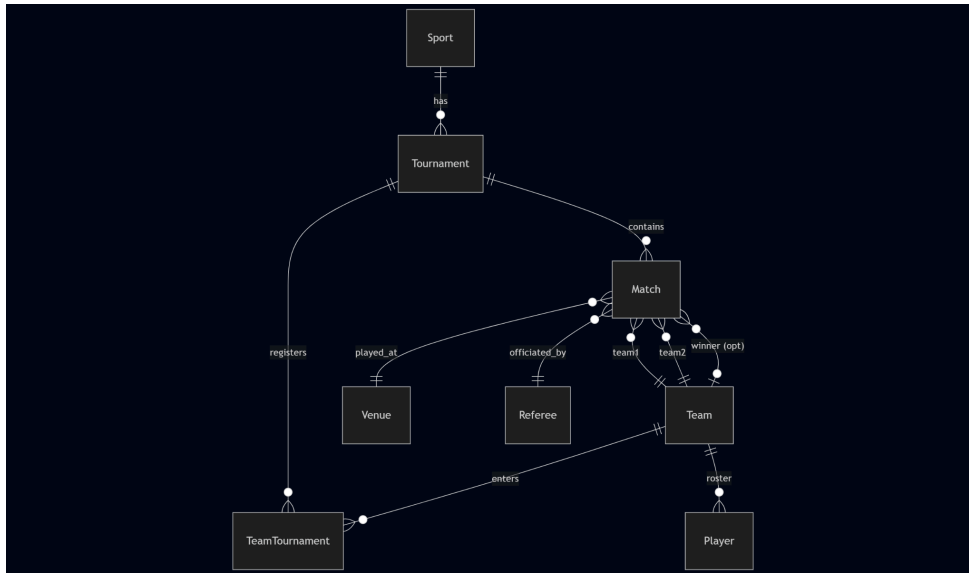 Sport
has
Tournament
contains
Match
registers
played_at
officiated_by
team1
team2
winner (opt)
Venue
Referee
Team
enters
roster
TeamTournament
Player